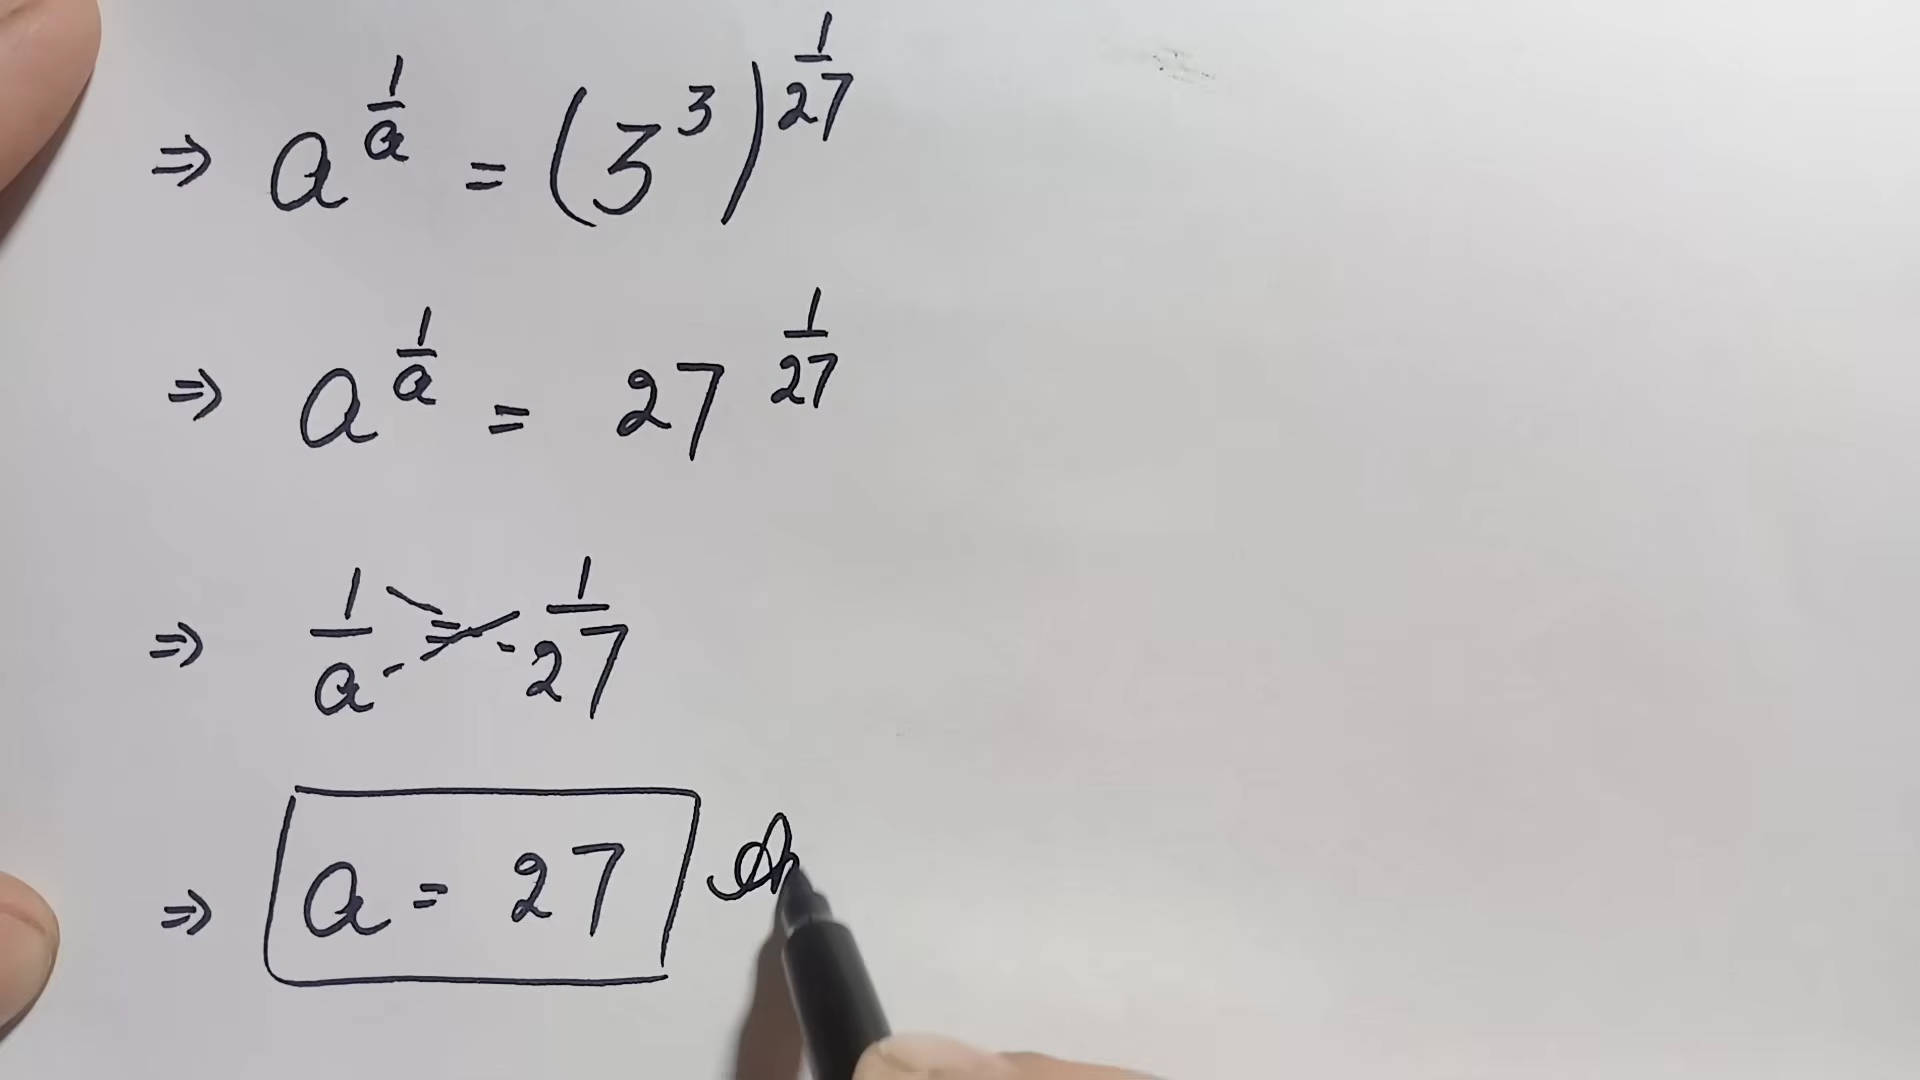 ⇒ a^(1/a) = (3^3)^(1/27)
⇒ a^(1/a) = 27^(1/27)
⇒ 1/a = 1/27
⇒ a = 27